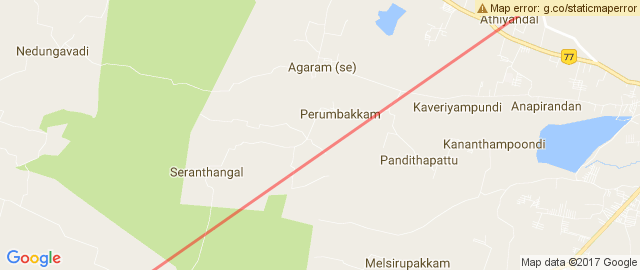 Map error: g.co/staticmaperror
Athiyandal
Nedungavadi
77
Agaram (se)
Kaveriyampundi
Anapirandan
Perumbakkam
Kananthampoondi
Pandithapattu
Seranthangal
Melsirupakkam
Google
Map data ©2017 Google